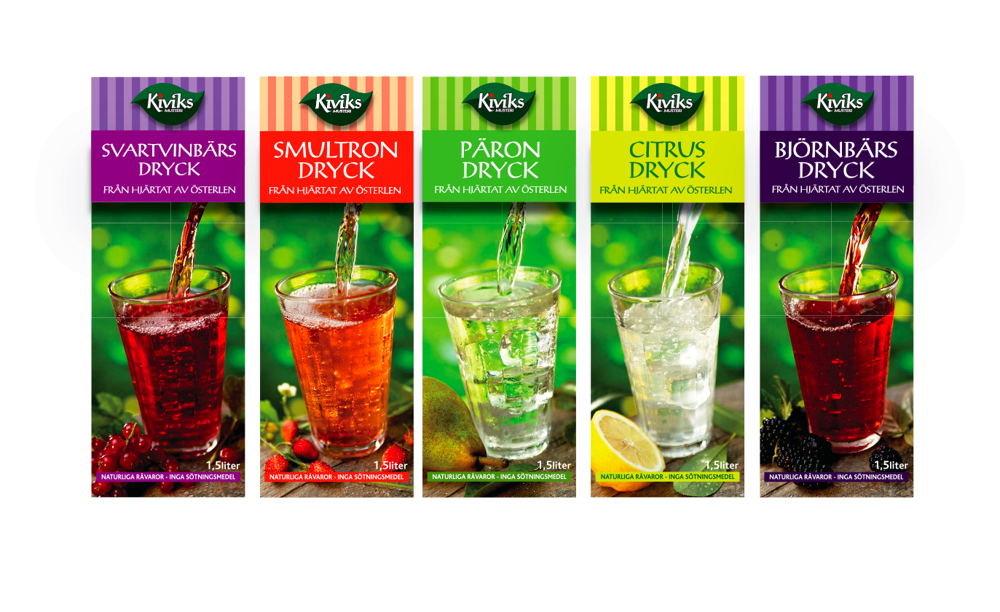 Kiviks
MUSTERI
SVARTVINBÄRS
DRYCK
FRÅN HJÄRTAT AV ÖSTERLEN
1,5liter
NATURLIGA RÅVAROR - INGA SÖTNINGSMEDEL
Kiviks
MUSTERI
SMULTRON
DRYCK
FRÅN HJÄRTAT AV ÖSTERLEN
1,5liter
NATURLIGA RÅVAROR - INGA SÖTNINGSMEDEL
Kiviks
MUSTERI
PÄRON
DRYCK
FRÅN HJÄRTAT AV ÖSTERLEN
1,5liter
NATURLIGA RÅVAROR - INGA SÖTNINGSMEDEL
Kiviks
MUSTERI
CITRUS
DRYCK
FRÅN HJÄRTAT AV ÖSTERLEN
1,5liter
NATURLIGA RÅVAROR - INGA SÖTNINGSMEDEL
Kiviks
MUSTERI
BJÖRNBÄRS
DRYCK
FRÅN HJÄRTAT AV ÖSTERLEN
1,5liter
NATURLIGA RÅVAROR - INGA SÖTNINGSMEDEL